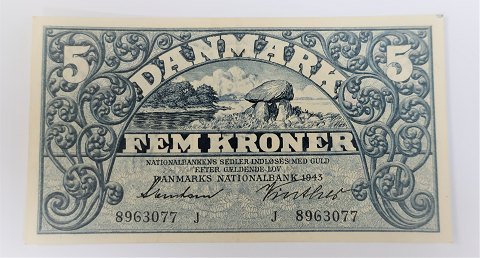 5 DANMARK 5
FEM KRONER
NATIONALBANKENS SEDLER INDLØSES MED GULD
EFTER GÆLDENDE LOV
DANMARKS NATIONALBANK 1943
8963077 J J 8963077